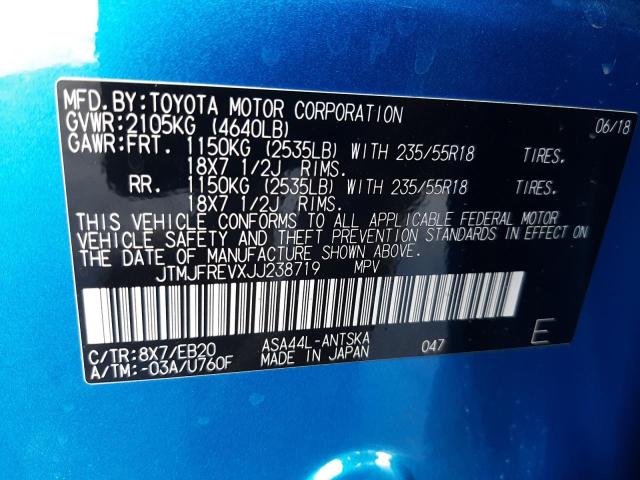 MFD.BY:TOYOTA MOTOR CORPORATION 06/18
GVWR:2105KG (4640LB)
GAWR:FRT. 1150KG (2535LB) WITH 235/55R18 TIRES.
18X7 1/2J RIMS.
RR. 1150KG (2535LB) WITH 235/55R18 TIRES.
18X7 1/2J RIMS.
THIS VEHICLE CONFORMS TO ALL APPLICABLE FEDERAL MOTOR
VEHICLE SAFETY AND THEFT PREVENTION STANDARDS IN EFFECT ON
THE DATE OF MANUFACTURE SHOWN ABOVE.
JTMJFREVXJJ238719 MPV
C/TR:8X7/EB20 ASA44L-ANTSKA 047 E
A/TM:-03A/U760F MADE IN JAPAN